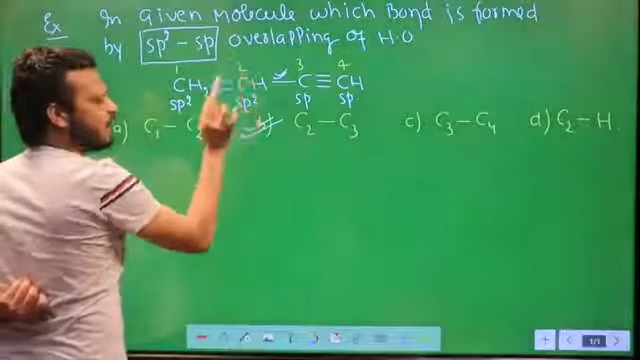 Ex In given Molecule which Bond is formed
by sp² – sp overlapping of H.O
1 2 3 4
CH₂ = CH – C ≡ CH
sp² sp² sp sp
a) C₁ – C₂ b) C₂ – C₃ c) C₃ – C₄ d) C₂ – H.
1/1